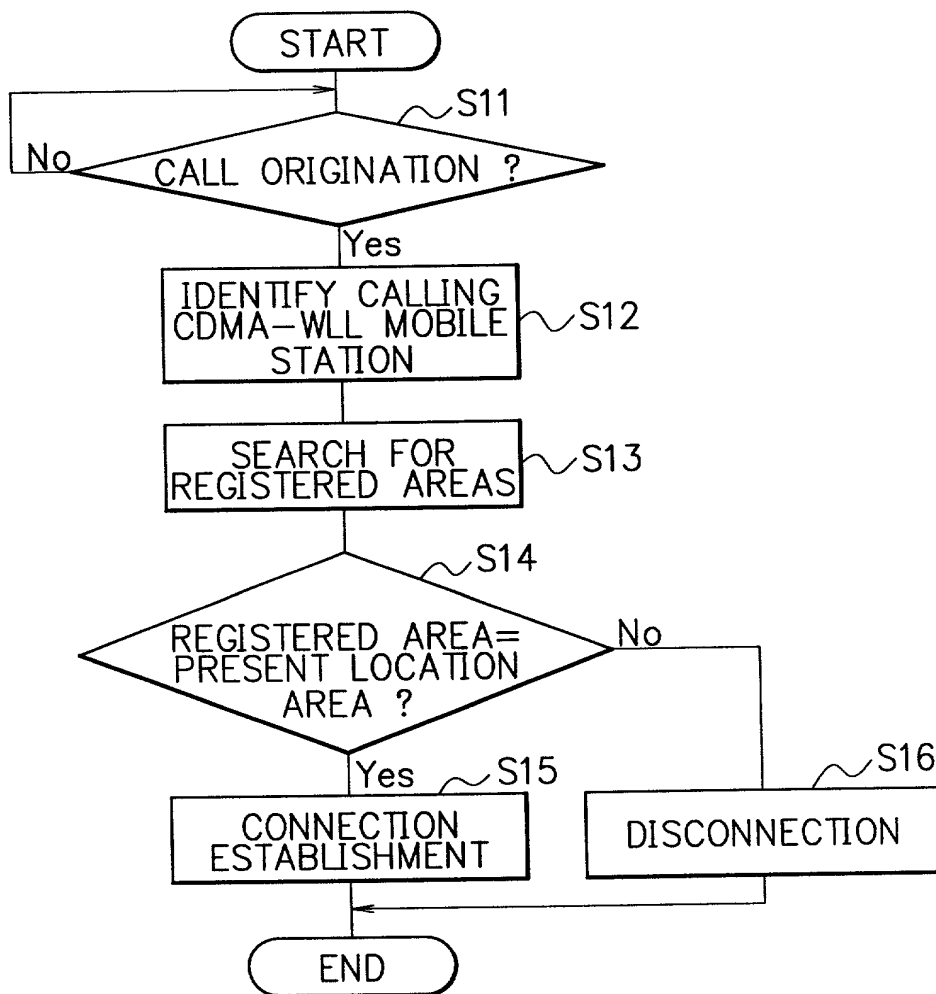 START
S11
No
CALL ORIGINATION ?
Yes
IDENTIFY CALLING
CDMA-WLL MOBILE
STATION
S12
SEARCH FOR
REGISTERED AREAS
S13
S14
REGISTERED AREA=
PRESENT LOCATION
AREA ?
No
Yes
S15
S16
CONNECTION
ESTABLISHMENT
DISCONNECTION
END